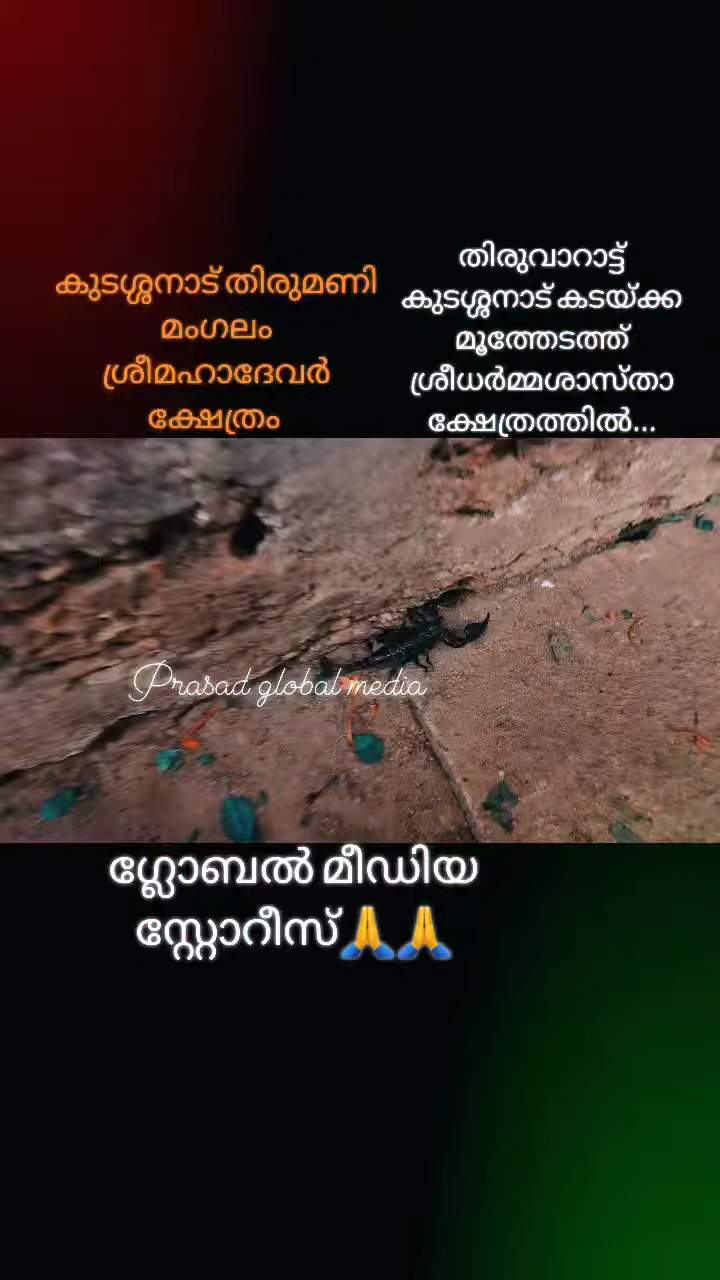 കുടശ്ശനാട് തിരുമണി
മംഗലം
ശ്രീമഹാദേവർ
ക്ഷേത്രം
തിരുവാറാട്ട്
കുടശ്ശനാട് കടയ്ക്ക
മൂത്തേടത്ത്
ശ്രീധർമ്മശാസ്താ
ക്ഷേത്രത്തിൽ...
Prasad global media
ഗ്ലോബൽ മീഡിയ
സ്റ്റോറീസ്🙏🙏